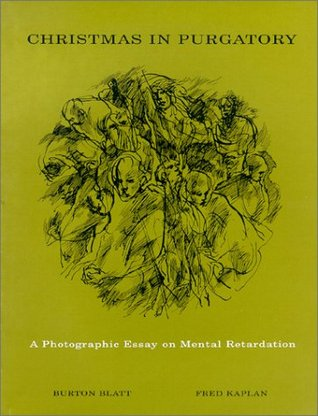 CHRISTMAS IN PURGATORY
A Photographic Essay on Mental Retardation
BURTON BLATT FRED KAPLAN